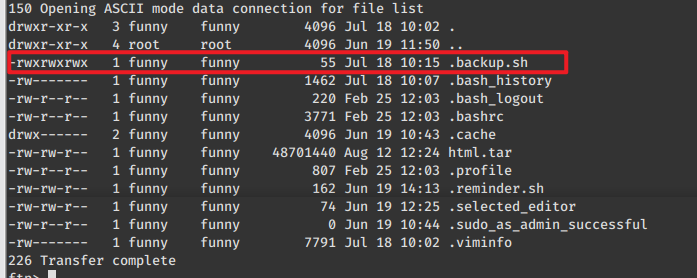 150 Opening ASCII mode data connection for file list
drwxr-xr-x   3 funny    funny        4096 Jul 18 10:02 .
drwxr-xr-x   4 root     root         4096 Jun 19 11:50 ..
-rwxrwxrwx   1 funny    funny          55 Jul 18 10:15 .backup.sh
-rw-------   1 funny    funny        1462 Jul 18 10:07 .bash_history
-rw-r--r--   1 funny    funny         220 Feb 25 12:03 .bash_logout
-rw-r--r--   1 funny    funny        3771 Feb 25 12:03 .bashrc
drwx------   2 funny    funny        4096 Jun 19 10:43 .cache
-rw-rw-r--   1 funny    funny    48701440 Aug 12 12:24 html.tar
-rw-r--r--   1 funny    funny         807 Feb 25 12:03 .profile
-rw-rw-r--   1 funny    funny         162 Jun 19 14:13 .reminder.sh
-rw-rw-r--   1 funny    funny          74 Jun 19 12:25 .selected_editor
-rw-r--r--   1 funny    funny           0 Jun 19 10:44 .sudo_as_admin_successful
-rw-------   1 funny    funny        7791 Jul 18 10:02 .viminfo
226 Transfer complete
ftp>